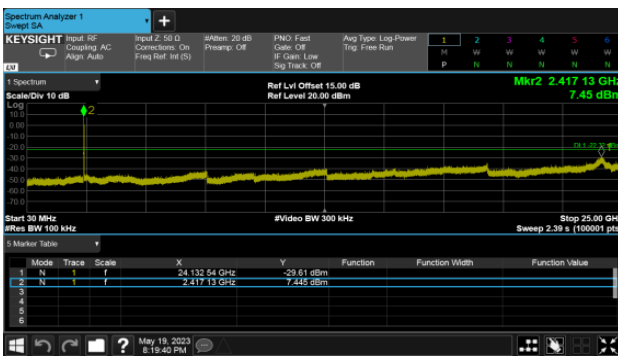 Spectrum Analyzer 1
Swept SA
KEYSIGHT Input: RF Input Z: 50 Ω #Atten: 20 dB PNO: Fast Avg Type: Log-Power 1 2 3 4 5 6
Coupling: AC Corrections: On Preamp: Off Gate: Off Trig: Free Run M W W W W W
Align: Auto Freq Ref: Int (S) IF Gain: Low
Sig Track: Off P N N N N N
LXI
1 Spectrum Ref Lvl Offset 15.00 dB Mkr2 2.417 13 GHz
Scale/Div 10 dB Ref Level 20.00 dBm 7.45 dBm
Log
10.0
0.00
-10.0
-20.0
-30.0
-40.0
-50.0
-60.0
-70.0
2
1
Start 30 MHz #Video BW 300 kHz Stop 25.00 GHz
#Res BW 100 kHz Sweep 2.39 s (100001 pts)
5 Marker Table
Mode Trace Scale X Y Function Function Width Function Value
1 N 1 f 24.132 54 GHz -29.61 dBm
2 N 1 f 2.417 13 GHz 7.445 dBm
3
4
5
6
? May 19, 2023
8:19:40 PM